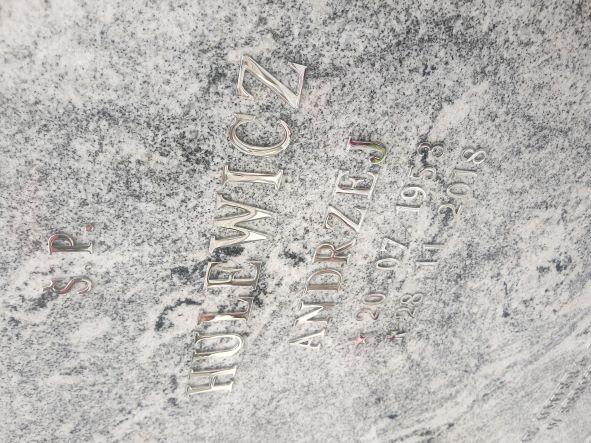 Ś.P.
HULEWICZ
ANDRZEJ
★ 20 07 1953
✝ 28 11 2018